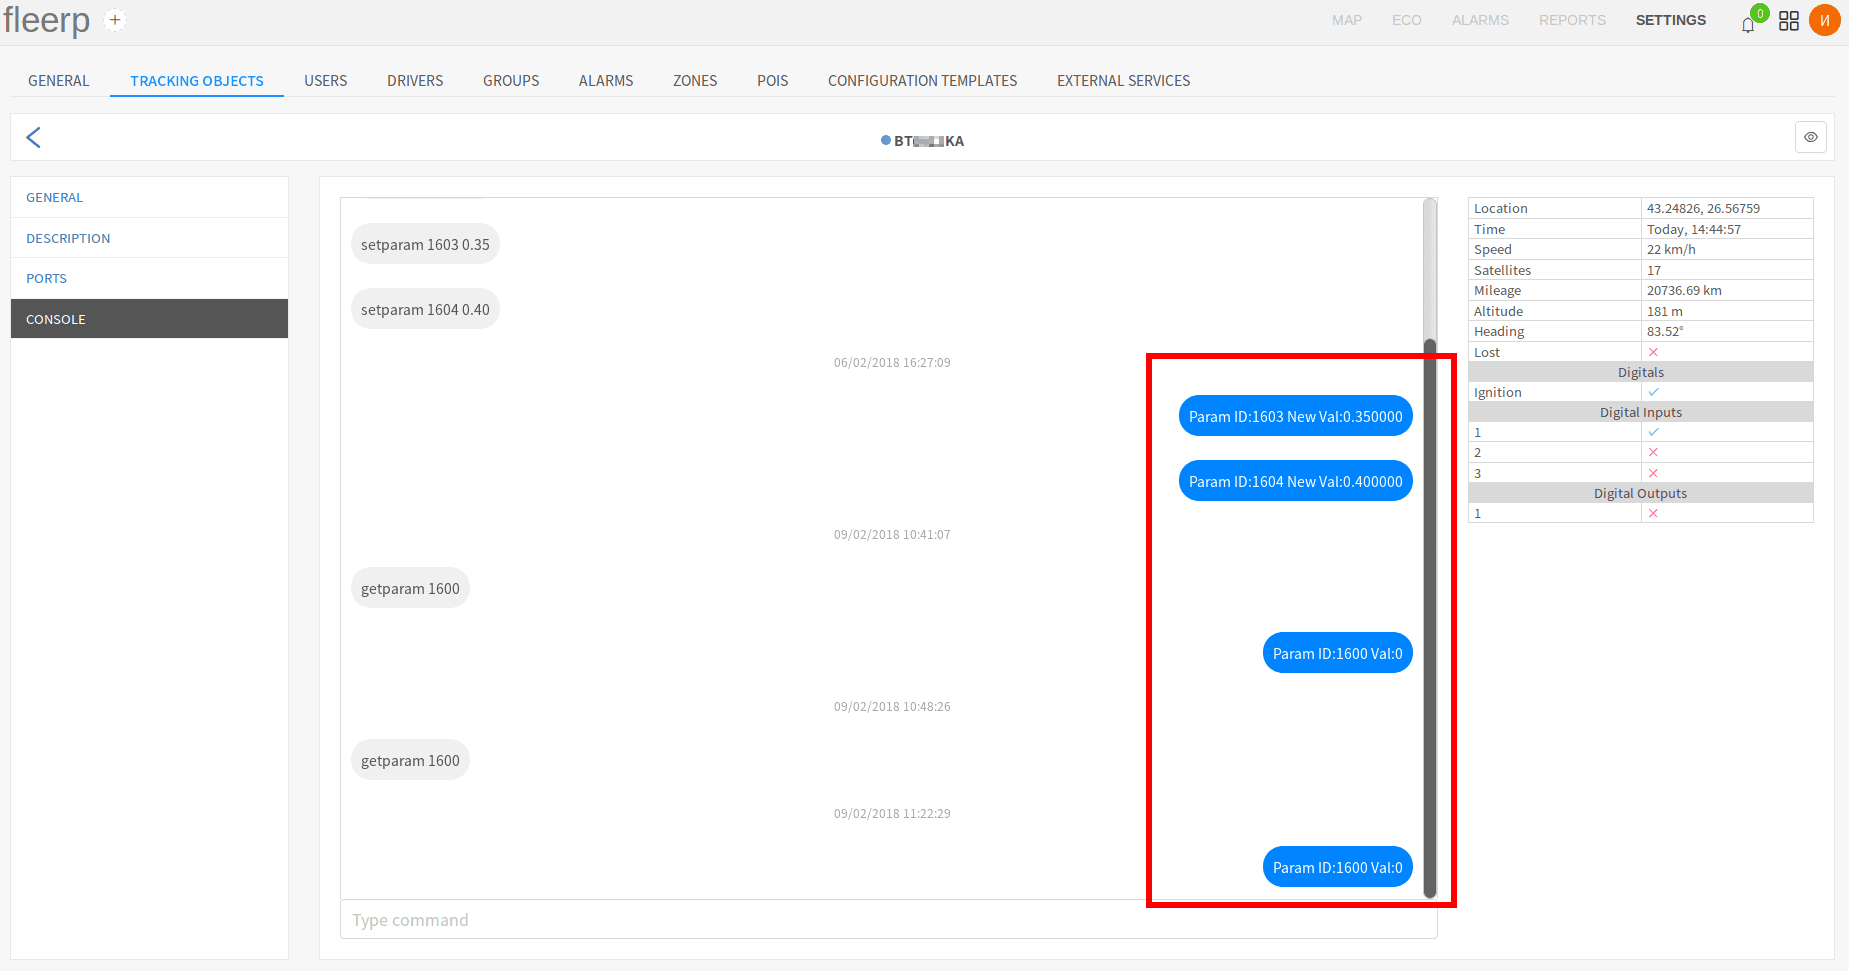 fleerp +
MAP ECO ALARMS REPORTS SETTINGS 0 И
GENERAL TRACKING OBJECTS USERS DRIVERS GROUPS ALARMS ZONES POIS CONFIGURATION TEMPLATES EXTERNAL SERVICES
BT KA
GENERAL
DESCRIPTION
PORTS
CONSOLE
setparam 1603 0.35
setparam 1604 0.40
06/02/2018 16:27:09
Param ID:1603 New Val:0.350000
Param ID:1604 New Val:0.400000
09/02/2018 10:41:07
getparam 1600
Param ID:1600 Val:0
09/02/2018 10:48:26
getparam 1600
09/02/2018 11:22:29
Param ID:1600 Val:0
Type command
Location 43.24826, 26.56759
Time Today, 14:44:57
Speed 22 km/h
Satellites 17
Mileage 20736.69 km
Altitude 181 m
Heading 83.52°
Lost
Digitals
Ignition
Digital Inputs
1
2
3
Digital Outputs
1